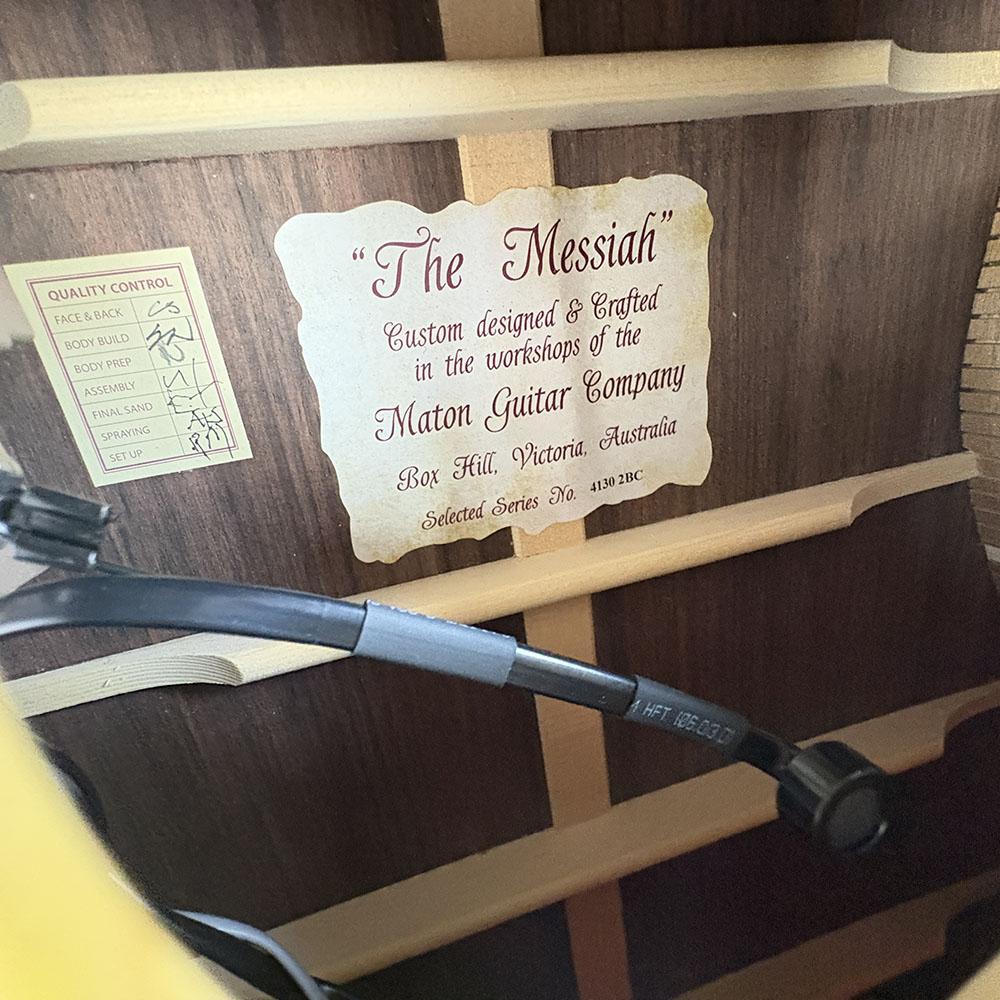 QUALITY CONTROL
FACE & BACK
BODY BUILD
BODY PREP
ASSEMBLY
FINAL SAND
SPRAYING
SET UP
“The Messiah”
Custom designed & Crafted
in the workshops of the
Maton Guitar Company
Box Hill, Victoria, Australia
Selected Series No. 4130 2BC
HFT